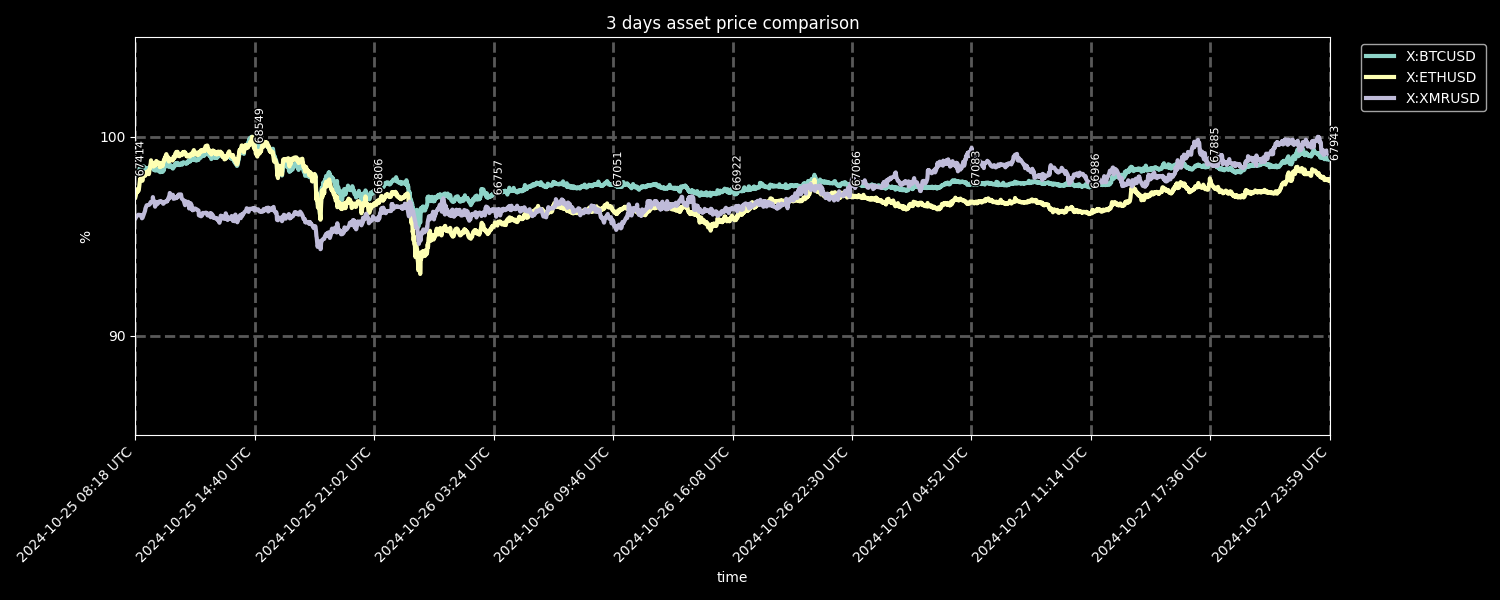 3 days asset price comparison
X:BTCUSD
X:ETHUSD
X:XMRUSD
100
90
%
67414
68549
66806
66757
67051
66922
67066
67083
66986
67885
67943
2024-10-25 08:18 UTC
2024-10-25 14:40 UTC
2024-10-25 21:02 UTC
2024-10-26 03:24 UTC
2024-10-26 09:46 UTC
2024-10-26 16:08 UTC
2024-10-26 22:30 UTC
2024-10-27 04:52 UTC
2024-10-27 11:14 UTC
2024-10-27 17:36 UTC
2024-10-27 23:59 UTC
time